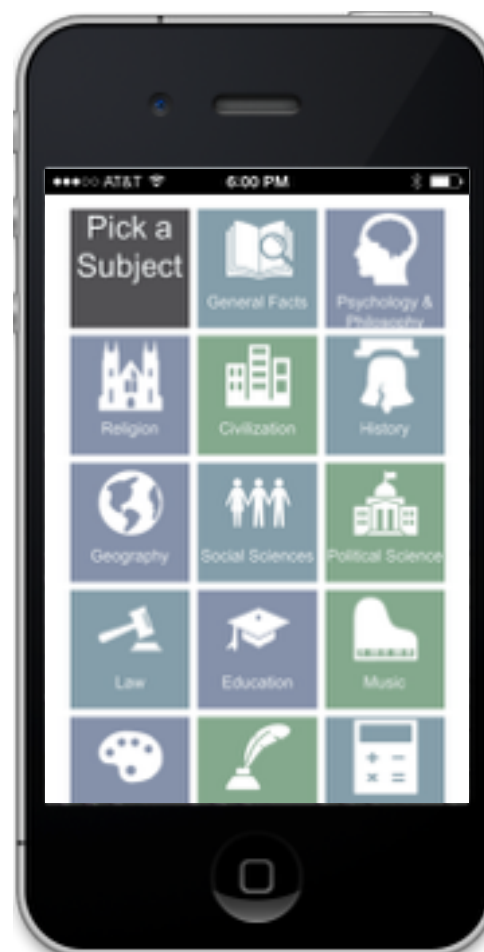 AT&T
6:00 PM
Pick a
Subject
General Facts
Psychology &
Philosophy
Religion
Civilization
History
Geography
Social Sciences
Political Science
Law
Education
Music